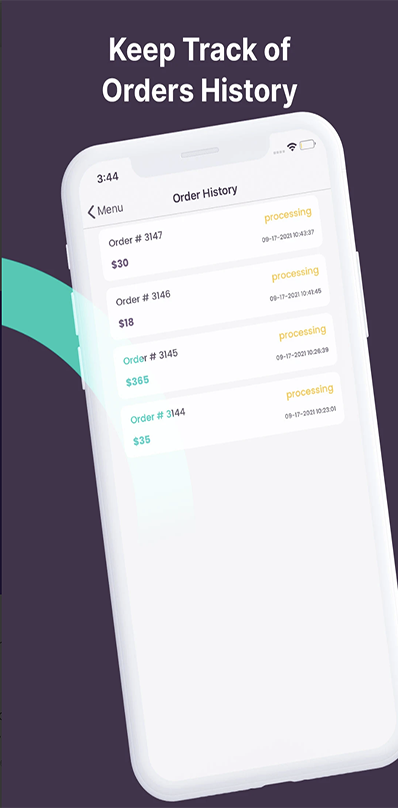 Keep Track of
Orders History
3:44
Menu
Order History
Order # 3147
processing
$30
09-17-2021 10:43:37
Order # 3146
processing
$18
09-17-2021 10:41:45
Order # 3145
processing
$365
09-17-2021 10:26:39
Order # 3144
processing
$35
09-17-2021 10:23:01